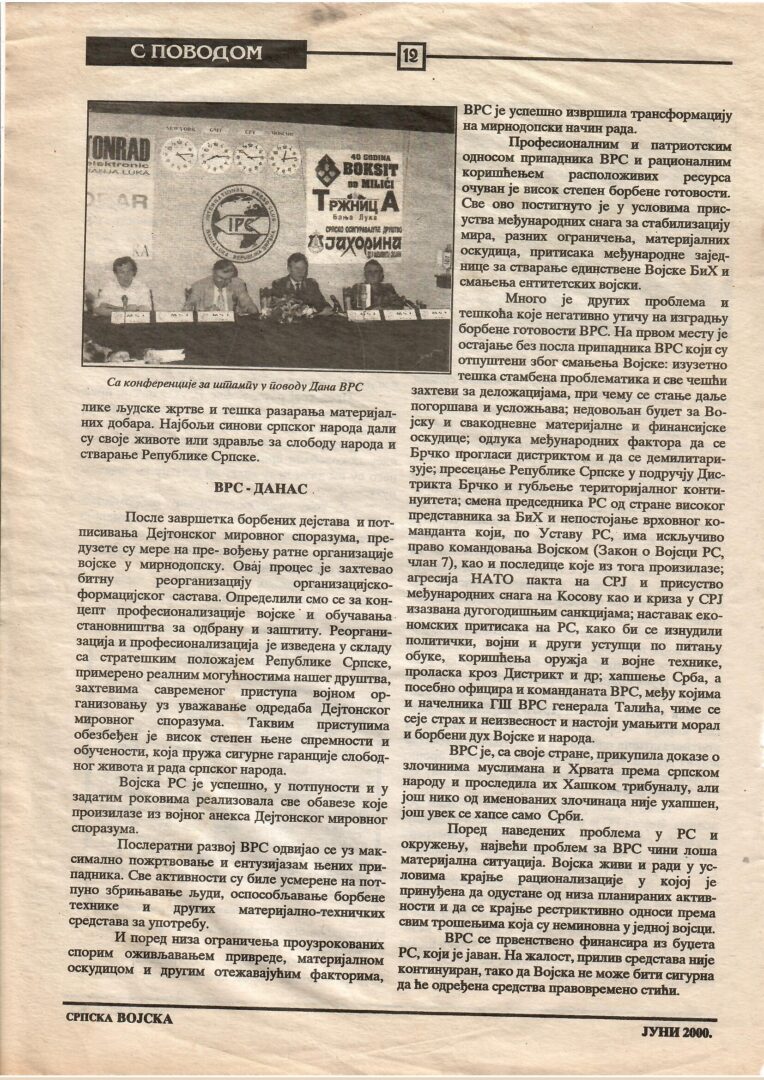 С ПОВОДОМ
12
NEW YORK GMT CET MOSCOW
TONRAD
elektronic
BANJA LUKA
INTERNATIONAL PRESS CLUB
IPC
BANJA LUKA REPUBLIKA SRPSKA
40 GODINA
BOKSIT
DD MILIĆI
ТРЖНИЦА
Бања Лука
СРПСКО ОСИГУРАВАЈУЋЕ ДРУШТВО
ЈАХОРИНА
Са конференције за штампу у поводу Дана ВРС
лике људске жртве и тешка разарања материјал-
них добара. Најбољи синови српског народа дали
су своје животе или здравље за слободу народа и
стварање Републике Српске.
ВРС - ДАНАС
После завршетка борбених дејстава и пот-
писивања Дејтонског мировног споразума, пре-
дузете су мере на пре- вођењу ратне организације
војске у мирнодопску. Овај процес је захтевао
битну реорганизацију организацијско-
формацијског састава. Определили смо се за кон-
цепт професионализације војске и обучавања
становништва за одбрану и заштиту. Реоргани-
зација и професионализација је изведена у складу
са стратешким положајем Републике Српске,
примерено реалним могућностима нашег друштва,
захтевима савременог приступа војном ор-
ганизовању уз уважавање одредаба Дејтонског
мировног споразума. Таквим приступима
обезбеђен је висок степен њене спремности и
обучености, која пружа сигурне гаранције слобод-
ног живота и рада српског народа.
Војска РС је успешно, у потпуности и у
задатим роковима реализовала све обавезе које
произилазе из војног анекса Дејтонског мировног
споразума.
Послератни развој ВРС одвијао се уз мак-
симално пожртвовање и ентузијазам њених при-
падника. Све активности су биле усмерене на пот-
пуно збрињавање људи, оспособљавање борбене
технике и других материјално-техничких
средстава за употребу.
И поред низа ограничења проузрокованих
спорим оживљавањем привреде, материјалном
оскудицом и другим отежавајућим факторима,
ВРС је успешно извршила трансформацију
на мирнодопски начин рада.
Професионалним и патриотским
односом припадника ВРС и рационалним
коришћењем расположивих ресурса
очуван је висок степен борбене готовости.
Све ово постигнуто је у условима прис-
уства међународних снага за стабилизацију
мира, разних ограничења, материјалних
оскудица, притисака међународне зајед-
нице за стварање јединствене Војске БиХ и
смањења ентитетских војски.
Много је других проблема и
тешкоћа које негативно утичу на изградњу
борбене готовости ВРС. На првом месту је
остајање без посла припадника ВРС који су
отпуштени због смањења Војске: изузетно
тешка стамбена проблематика и све чешћи
захтеви за деложацијама, при чему се стање даље
погоршава и усложњава; недовољан буџет за Во-
јску и свакодневне материјалне и финансијске
оскудице; одлука међународних фактора да се
Брчко прогласи дистриктом и да се демилитари-
зује; пресецање Републике Српске у подручју Дис-
трикта Брчко и губљење територијалног конти-
нуитета; смена председника РС од стране високог
представника за БиХ и непостојање врховног ко-
манданта који, по Уставу РС, има искључиво
право командовања Војском (Закон о Војсци РС,
члан 7), као и последице које из тога произилазе;
агресија НАТО пакта на СРЈ и присуство
међународних снага на Косову као и криза у СРЈ
изазвана дугогодишњим санкцијама; наставак еко-
номских притисака на РС, како би се изнудили
политички, војни и други уступци по питању
обуке, коришћења оружја и војне технике,
проласка кроз Дистрикт и др; хапшење Срба, а
посебно официра и команданата ВРС, међу којима
и начелника ГШ ВРС генерала Талића, чиме се
сеје страх и неизвесност и настоји умањити морал
и борбени дух Војске и народа.
ВРС је, са своје стране, прикупила доказе о
злочинима муслимана и Хрвата према српском
народу и проследила их Хашком трибуналу, али
још нико од именованих злочинаца није ухапшен,
још увек се хапсе само Срби.
Поред наведених проблема у РС и
окружењу, највећи проблем за ВРС чини лоша
материјална ситуација. Војска живи и ради у ус-
ловима крајње рационализације у којој је
принуђена да одустане од низа планираних актив-
ности и да се крајње рестриктивно односи према
свим трошењима која су неминовна у једној војсци.
ВРС се првенствено финансира из буџета
РС, који је јаван. На жалост, прилив средстава није
континуиран, тако да Војска не може бити сигурна
да ће одређена средства правовремено стићи.
СРПСКА ВОЈСКА
ЈУНИ 2000.